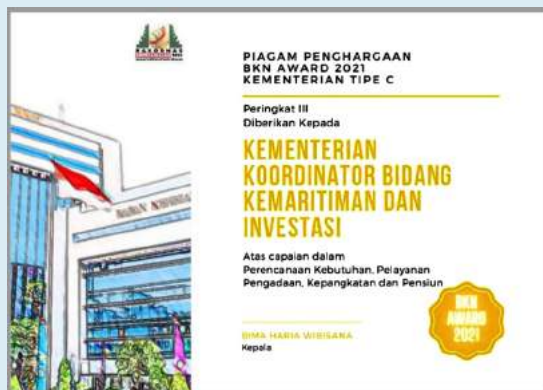 PIAGAM PENGHARGAAN
BKN AWARD 2021
KEMENTERIAN TIPE C
Peringkat III
Diberikan Kepada
KEMENTERIAN
KOORDINATOR BIDANG
KEMARITIMAN DAN
INVESTASI
Atas capaian dalam
Perencanaan Kebutuhan, Pelayanan
Pengadaan, Kepangkatan dan Pensiun
BIMA HARIA WIBISANA
Kepala
BKN
AWARD
2021